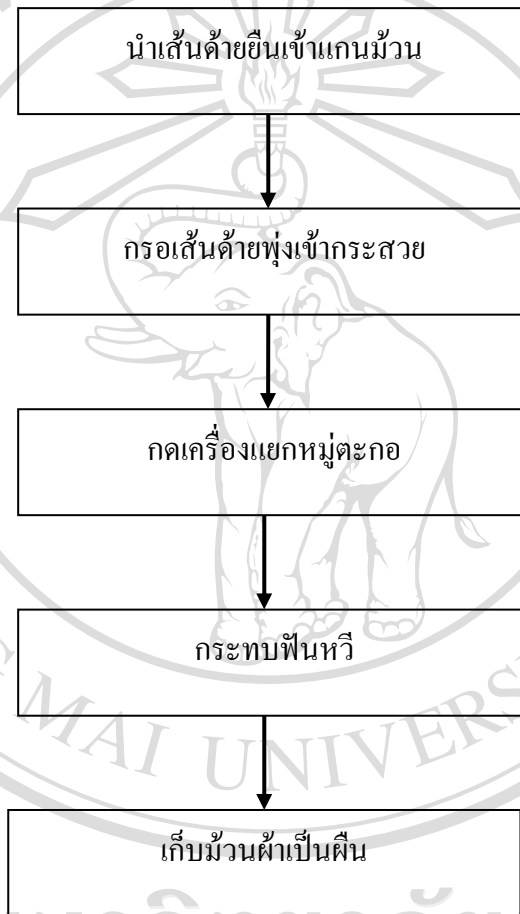 นำเส้นด้ายยืนเข้าแกนม้วน
กรอเส้นด้ายพุ่งเข้ากระสวย
กดเครื่องแยกหมู่ตะกอ
กระทบฟันหวี
MAI UNIVERS
เก็บม้วนผ้าเป็นผืน